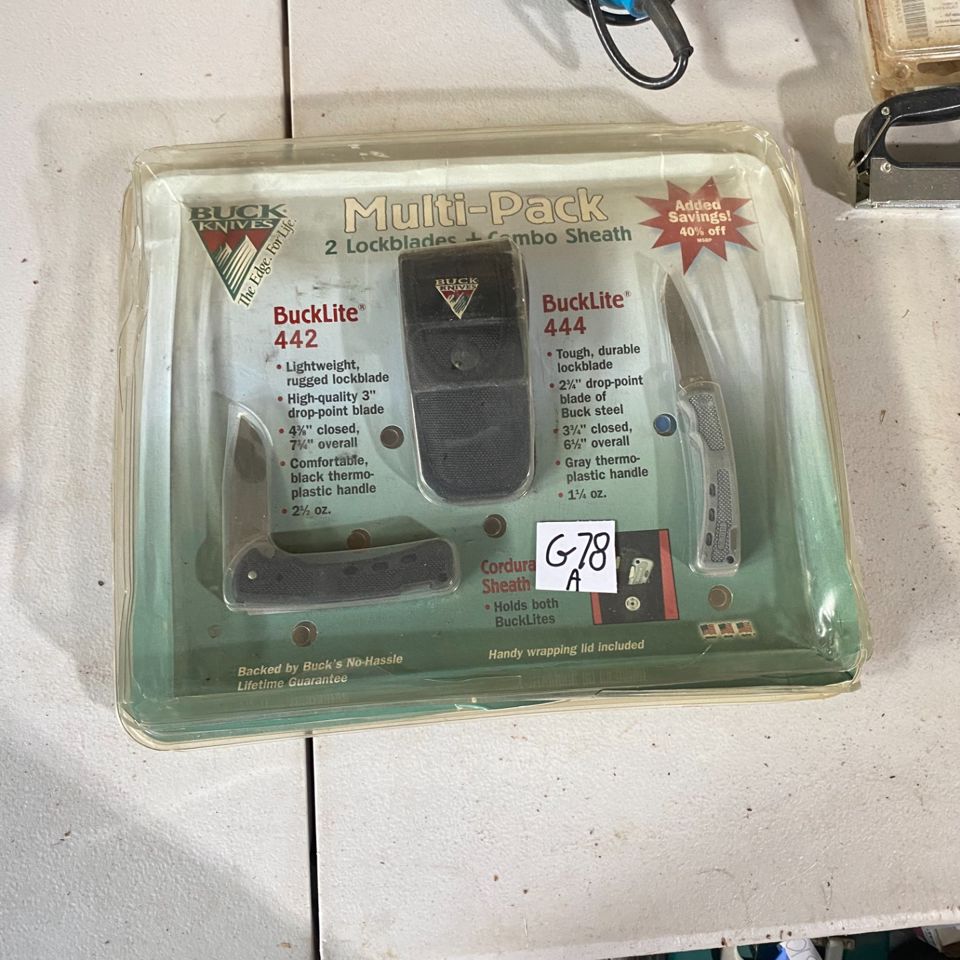 BUCK
KNIVES
The Edge. For Life.
Multi-Pack
2 Lockblades + Combo Sheath
Added
Savings!
40% off
MSRP
BUCK
KNIVES
BuckLite®
442
• Lightweight,
rugged lockblade
• High-quality 3"
drop-point blade
• 4⅜" closed,
7¼" overall
• Comfortable,
black thermo-
plastic handle
• 2½ oz.
BuckLite®
444
• Tough, durable
lockblade
• 2¾" drop-point
blade of
Buck steel
• 3¾" closed,
6½" overall
• Gray thermo-
plastic handle
• 1¼ oz.
G-78
A
Cordura
Sheath
• Holds both
BuckLites
Backed by Buck's No-Hassle
Lifetime Guarantee
Handy wrapping lid included